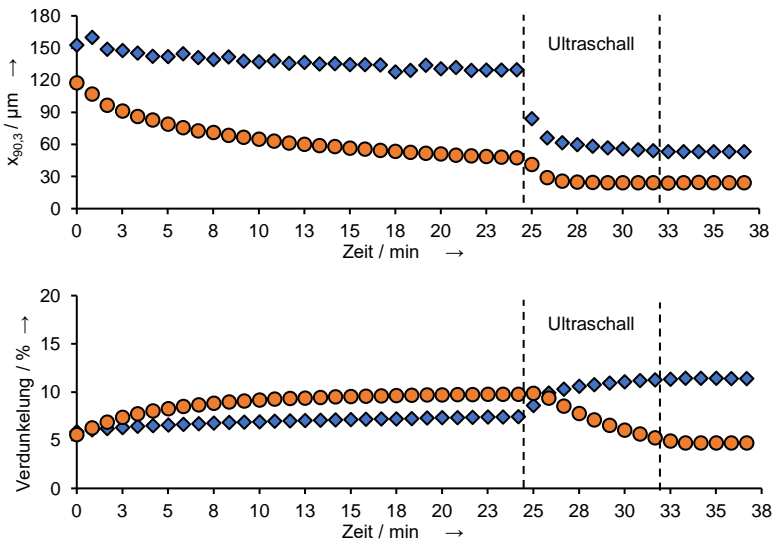 x90,3 / µm →
180
150
120
90
60
30
0
Ultraschall
0 3 5 8 10 13 15 18 20 23 25 28 30 33 35 38
Zeit / min →
Verdunkelung / % →
20
15
10
5
0
Ultraschall
0 3 5 8 10 13 15 18 20 23 25 28 30 33 35 38
Zeit / min →